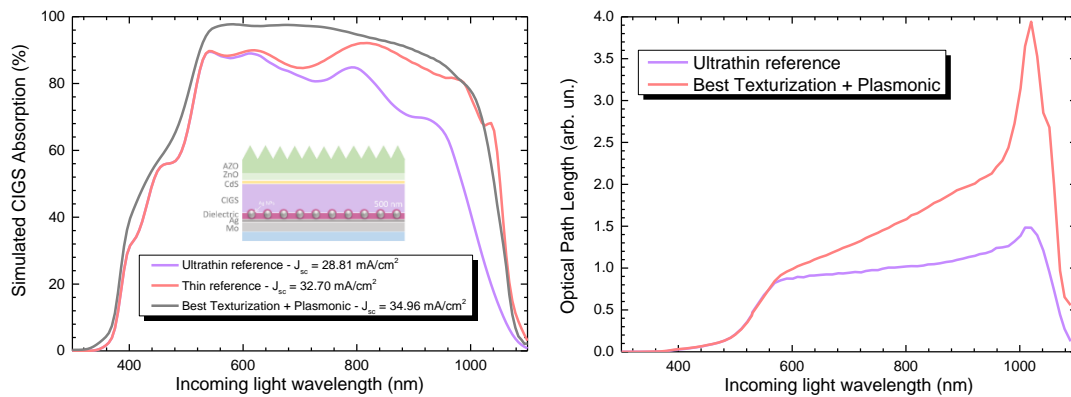 100
80
60
40
20
0
Simulated CIGS Absorption (%)
400
600
800
1000
Incoming light wavelength (nm)
AZO
ZnO
CdS
CIGS
500 nm
Dielectric
Ag
Mo
Ultrathin reference - Jsc = 28.81 mA/cm²
Thin reference - Jsc = 32.70 mA/cm²
Best Texturization + Plasmonic - Jsc = 34.96 mA/cm²
4.0
3.5
3.0
2.5
2.0
1.5
1.0
0.5
0.0
Optical Path Length (arb. un.)
400
600
800
1000
Incoming light wavelength (nm)
Ultrathin reference
Best Texturization + Plasmonic